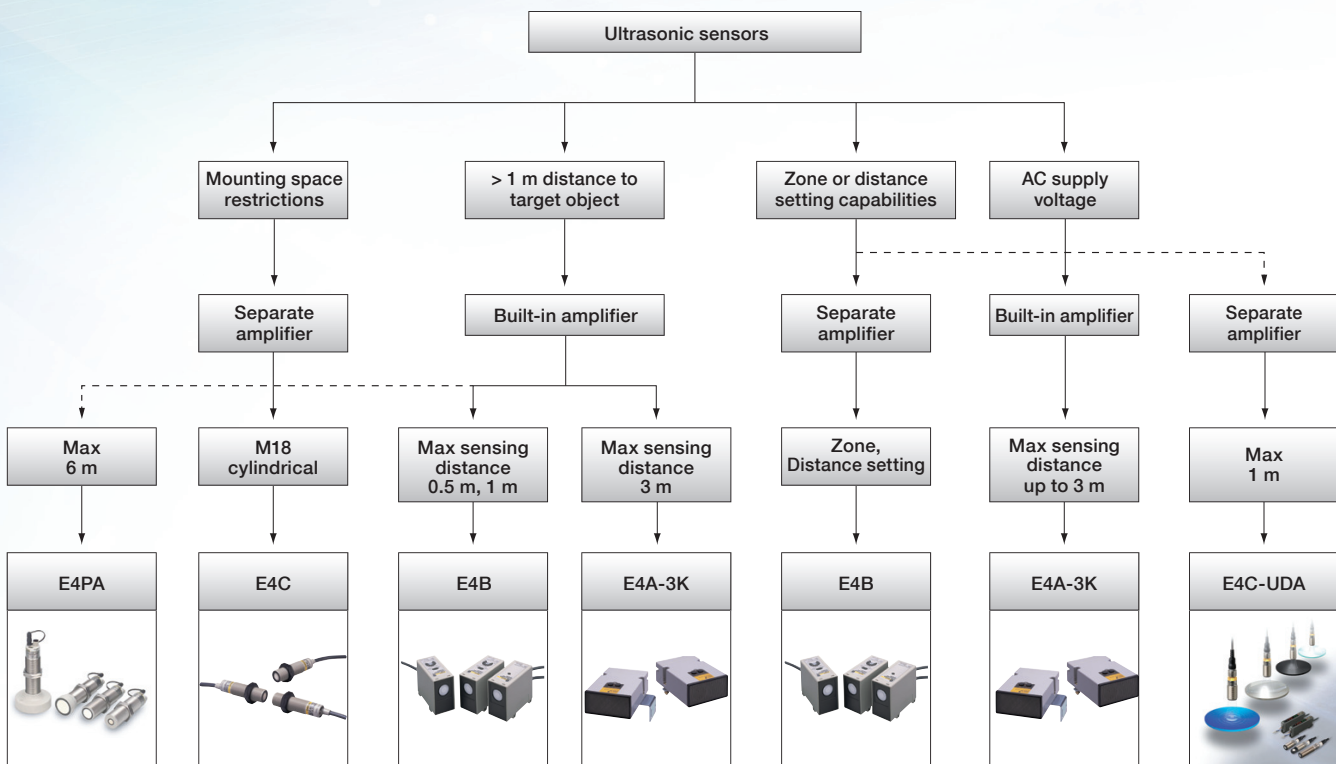 Ultrasonic sensors
Mounting space
restrictions
> 1 m distance to
target object
Zone or distance
setting capabilities
AC supply
voltage
Separate
amplifier
Built-in amplifier
Separate
amplifier
Built-in amplifier
Separate
amplifier
Max
6 m
M18
cylindrical
Max sensing
distance
0.5 m, 1 m
Max sensing
distance
3 m
Zone,
Distance setting
Max sensing
distance
up to 3 m
Max
1 m
E4PA
E4C
E4B
E4A-3K
E4B
E4A-3K
E4C-UDA